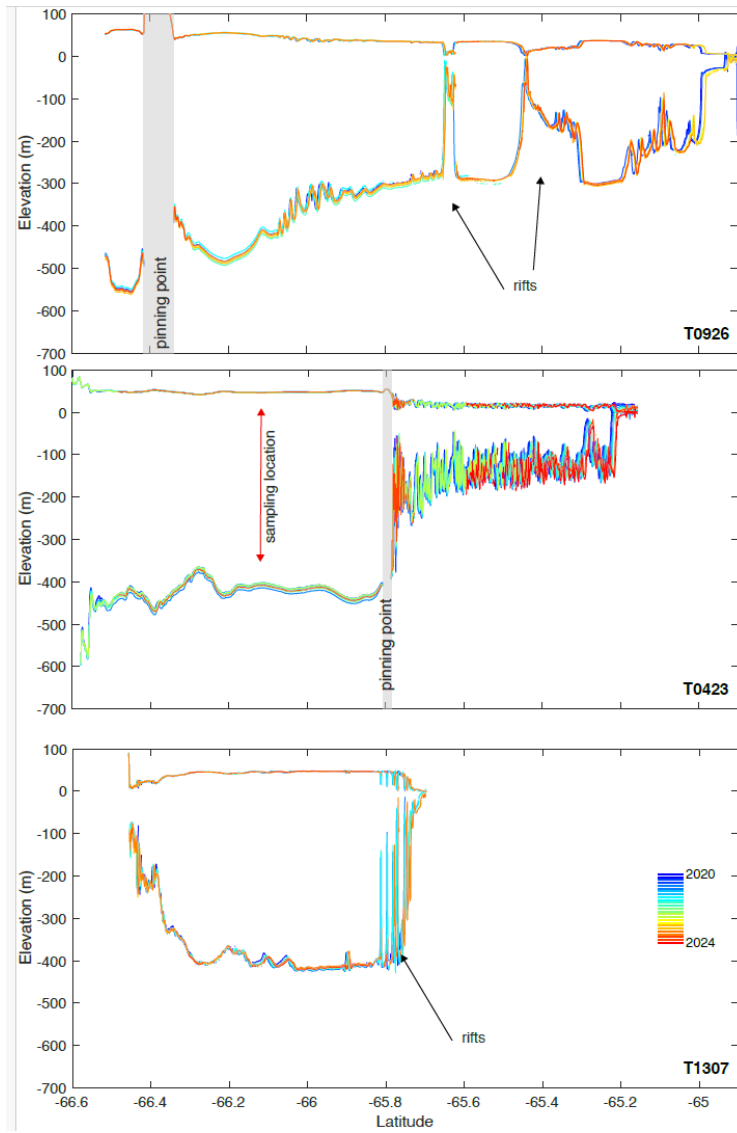 100
0
-100
-200
-300
-400
-500
-600
-700
Elevation (m)
pinning point
rifts
T0926
100
0
-100
-200
-300
-400
-500
-600
-700
Elevation (m)
sampling location
pinning point
T0423
100
0
-100
-200
-300
-400
-500
-600
-700
Elevation (m)
2020
2024
rifts
T1307
-66.6 -66.4 -66.2 -66 -65.8 -65.6 -65.4 -65.2 -65
Latitude